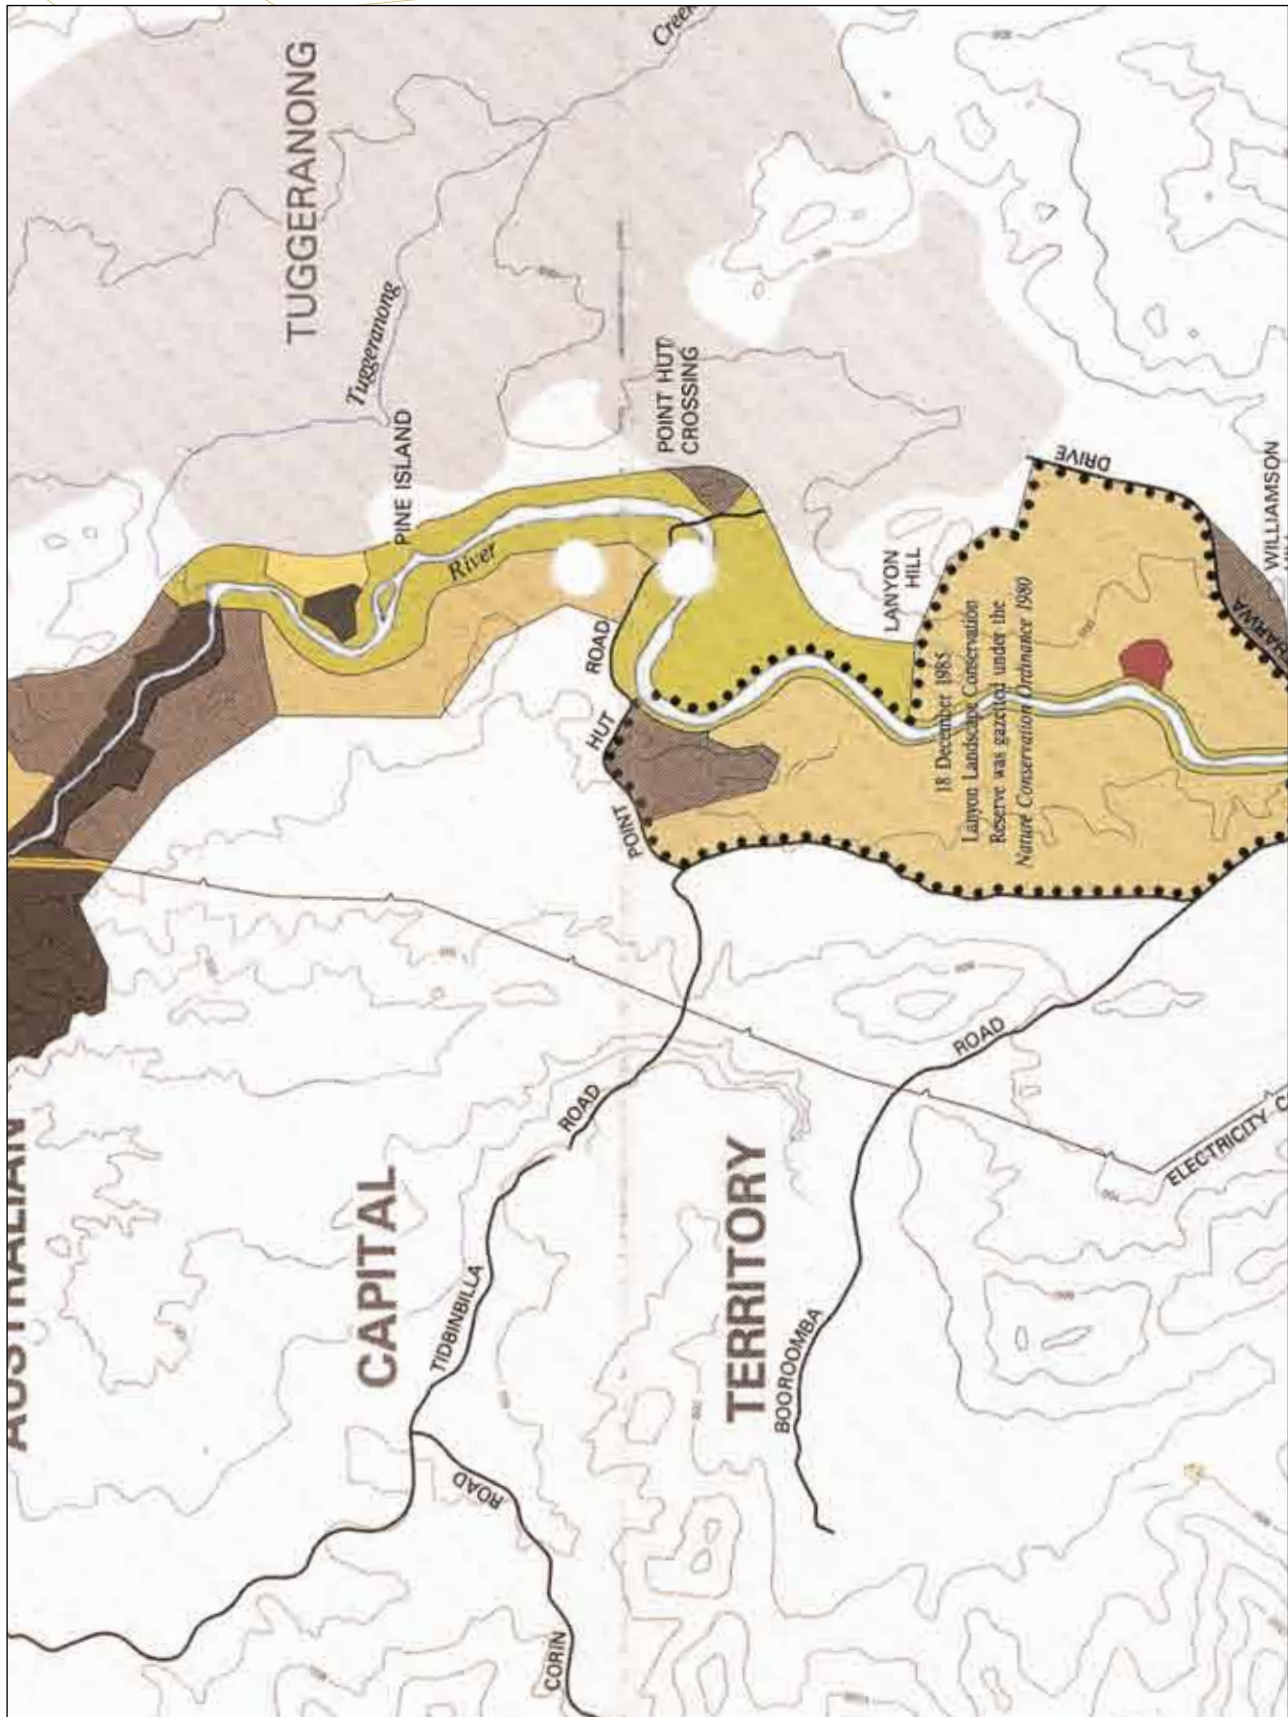 TUGGERANONG
Creek
Tuggeranong
PINE ISLAND
River
POINT HUT
CROSSING
LANYON
HILL
DRIVE
THARWA
WILLIAMSON
18 December 1985
Lanyon Landscape Conservation
Reserve was gazetted under the
Nature Conservation Ordinance 1980
POINT
HUT
ROAD
AUSTRALIAN
CAPITAL
TERRITORY
TIDBINBILLA
ROAD
CORIN
ROAD
BOOROOMBA
ROAD
ELECTRICITY